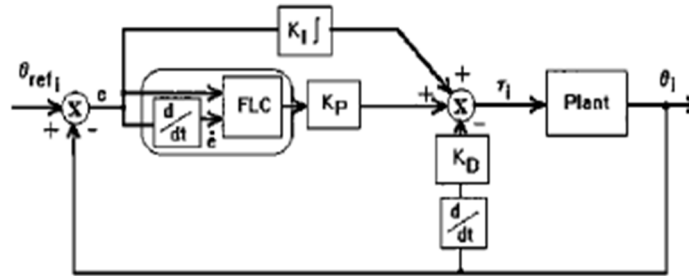 K_I ∫
θ_ref_i
e
+
-
X
d/dt
ė
FLC
K_P
+
+
-
X
τ_i
Plant
θ_i
K_D
d/dt